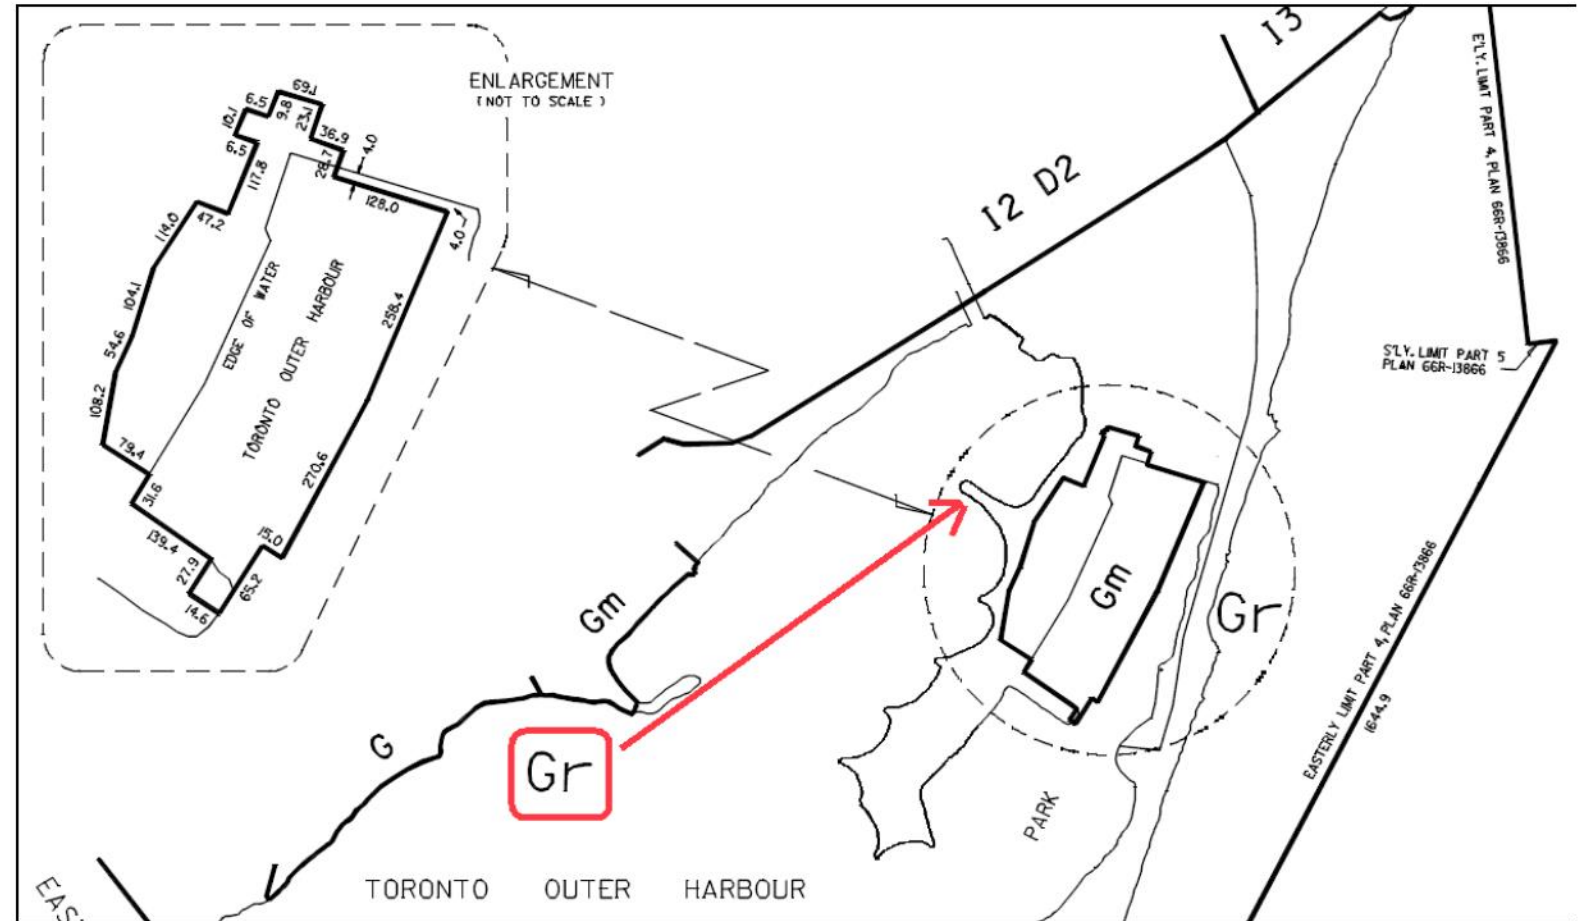 ENLARGEMENT
( NOT TO SCALE )
69.1
6.5
9.8
23.1
10.1
6.5
36.9
4.0
28.7
117.8
128.0
47.2
4.0
114.0
104.1
54.6
108.2
79.4
31.6
139.4
27.9
14.6
65.2
15.0
270.6
258.4
EDGE OF WATER
TORONTO OUTER HARBOUR
I3
I2 D2
E'LY. LIMIT PART 4, PLAN 66R-13866
S'LY. LIMIT PART 5
PLAN 66R-13866
EASTERLY LIMIT PART 4, PLAN 66R-13866
1644.9
Gm
Gm
Gr
G
Gr
PARK
TORONTO OUTER HARBOUR